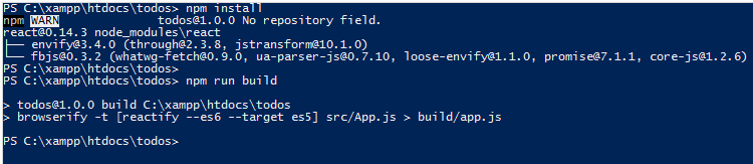 PS C:\xampp\htdocs\todos> npm install
npm WARN todos@1.0.0 No repository field.
react@0.14.3 node_modules\react
├── envify@3.4.0 (through@2.3.8, jstransform@10.1.0)
└── fbjs@0.3.2 (whatwg-fetch@0.9.0, ua-parser-js@0.7.10, loose-envify@1.1.0, promise@7.1.1, core-js@1.2.6)
PS C:\xampp\htdocs\todos>
PS C:\xampp\htdocs\todos> npm run build
> todos@1.0.0 build C:\xampp\htdocs\todos
> browserify -t [reactify --es6 --target es5] src/App.js > build/app.js
PS C:\xampp\htdocs\todos>